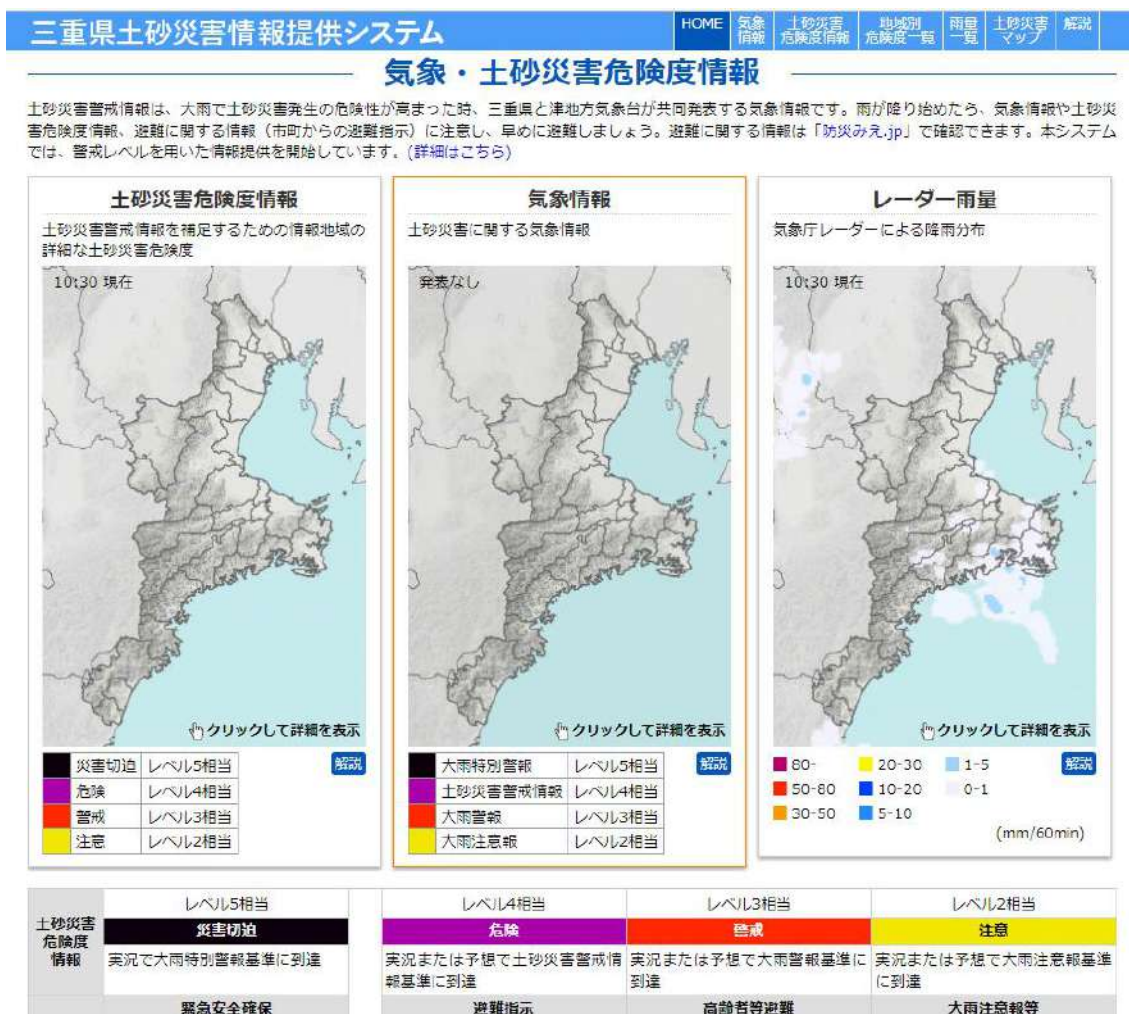 三重県土砂災害情報提供システム
HOME
気象
情報
土砂災害
危険度情報
地域別
危険度一覧
雨量
一覧
土砂災害
マップ
解説
気象・土砂災害危険度情報
土砂災害警戒情報は、大雨で土砂災害発生の危険性が高まった時、三重県と津地方気象台が共同発表する気象情報です。雨が降り始めたら、気象情報や土砂災
害危険度情報、避難に関する情報（市町からの避難指示）に注意し、早めに避難しましょう。避難に関する情報は「防災みえ.jp」で確認できます。本システム
では、警戒レベルを用いた情報提供を開始しています。(詳細はこちら)
土砂災害危険度情報
土砂災害警戒情報を補足するための情報地域の
詳細な土砂災害危険度
10:30 現在
クリックして詳細を表示
災害切迫 レベル5相当
危険 レベル4相当
警戒 レベル3相当
注意 レベル2相当
解説
気象情報
土砂災害に関する気象情報
発表なし
クリックして詳細を表示
大雨特別警報 レベル5相当
土砂災害警戒情報 レベル4相当
大雨警報 レベル3相当
大雨注意報 レベル2相当
解説
レーダー雨量
気象庁レーダーによる降雨分布
10:30 現在
クリックして詳細を表示
80- 20-30 1-5
50-80 10-20 0-1
30-50 5-10
(mm/60min)
解説
土砂災害
危険度
情報
レベル5相当
災害切迫
実況で大雨特別警報基準に到達
緊急安全確保
レベル4相当
危険
実況または予想で土砂災害警戒情
報基準に到達
避難指示
レベル3相当
警戒
実況または予想で大雨警報基準に
到達
高齢者等避難
レベル2相当
注意
実況または予想で大雨注意報基準
に到達
大雨注意報等